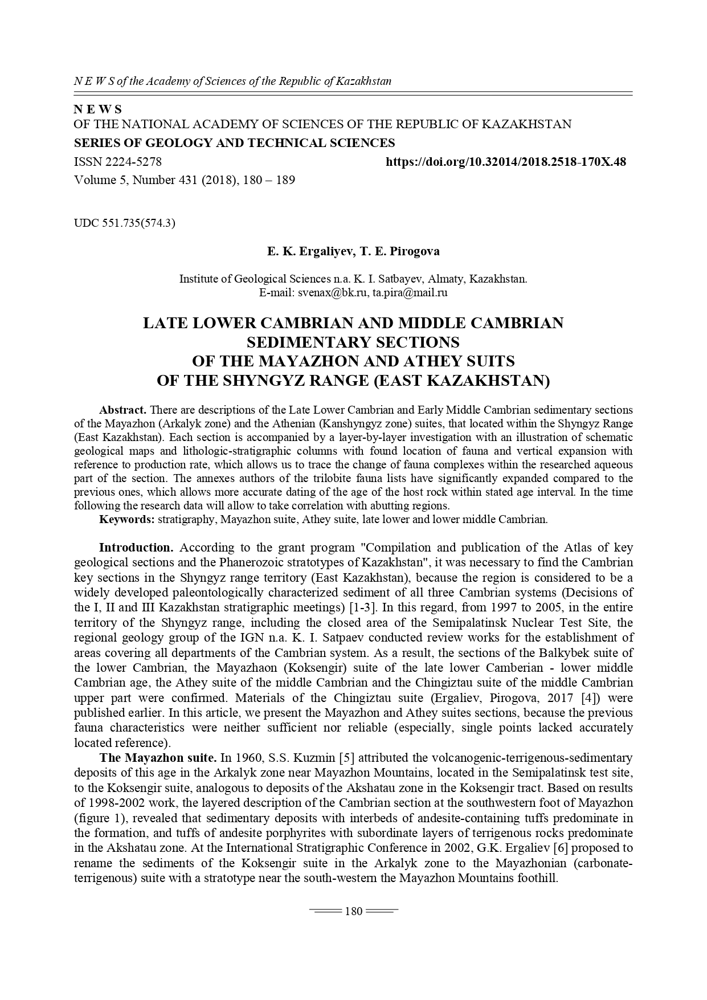 N E W S of the Academy of Sciences of the Republic of Kazakhstan
N E W S
OF THE NATIONAL ACADEMY OF SCIENCES OF THE REPUBLIC OF KAZAKHSTAN
SERIES OF GEOLOGY AND TECHNICAL SCIENCES
ISSN 2224-5278 https://doi.org/10.32014/2018.2518-170X.48
Volume 5, Number 431 (2018), 180 – 189
UDC 551.735(574.3)
E. K. Ergaliyev, T. E. Pirogova
Institute of Geological Sciences n.a. K. I. Satbayev, Almaty, Kazakhstan.
E-mail: svenax@bk.ru, ta.pira@mail.ru
LATE LOWER CAMBRIAN AND MIDDLE CAMBRIAN
SEDIMENTARY SECTIONS
OF THE MAYAZHON AND ATHEY SUITS
OF THE SHYNGYZ RANGE (EAST KAZAKHSTAN)
Abstract. There are descriptions of the Late Lower Cambrian and Early Middle Cambrian sedimentary sections
of the Mayazhon (Arkalyk zone) and the Athenian (Kanshyngyz zone) suites, that located within the Shyngyz Range
(East Kazakhstan). Each section is accompanied by a layer-by-layer investigation with an illustration of schematic
geological maps and lithologic-stratigraphic columns with found location of fauna and vertical expansion with
reference to production rate, which allows us to trace the change of fauna complexes within the researched aqueous
part of the section. The annexes authors of the trilobite fauna lists have significantly expanded compared to the
previous ones, which allows more accurate dating of the age of the host rock within stated age interval. In the time
following the research data will allow to take correlation with abutting regions.
Keywords: stratigraphy, Mayazhon suite, Athey suite, late lower and lower middle Cambrian.
Introduction. According to the grant program "Compilation and publication of the Atlas of key
geological sections and the Phanerozoic stratotypes of Kazakhstan", it was necessary to find the Cambrian
key sections in the Shyngyz range territory (East Kazakhstan), because the region is considered to be a
widely developed paleontologically characterized sediment of all three Cambrian systems (Decisions of
the I, II and III Kazakhstan stratigraphic meetings) [1-3]. In this regard, from 1997 to 2005, in the entire
territory of the Shyngyz range, including the closed area of the Semipalatinsk Nuclear Test Site, the
regional geology group of the IGN n.a. K. I. Satpaev conducted review works for the establishment of
areas covering all departments of the Cambrian system. As a result, the sections of the Balkybek suite of
the lower Cambrian, the Mayazhaon (Koksengir) suite of the late lower Camberian - lower middle
Cambrian age, the Athey suite of the middle Cambrian and the Chingiztau suite of the middle Cambrian
upper part were confirmed. Materials of the Chingiztau suite (Ergaliev, Pirogova, 2017 [4]) were
published earlier. In this article, we present the Mayazhon and Athey suites sections, because the previous
fauna characteristics were neither sufficient nor reliable (especially, single points lacked accurately
located reference).
The Mayazhon suite. In 1960, S.S. Kuzmin [5] attributed the volcanogenic-terrigenous-sedimentary
deposits of this age in the Arkalyk zone near Mayazhon Mountains, located in the Semipalatinsk test site,
to the Koksengir suite, analogous to deposits of the Akshatau zone in the Koksengir tract. Based on results
of 1998-2002 work, the layered description of the Cambrian section at the southwestern foot of Mayazhon
(figure 1), revealed that sedimentary deposits with interbeds of andesite-containing tuffs predominate in
the formation, and tuffs of andesite porphyrites with subordinate layers of terrigenous rocks predominate
in the Akshatau zone. At the International Stratigraphic Conference in 2002, G.K. Ergaliev [6] proposed to
rename the sediments of the Koksengir suite in the Arkalyk zone to the Mayazhonian (carbonate-
terrigenous) suite with a stratotype near the south-western the Mayazhon Mountains foothill.
180